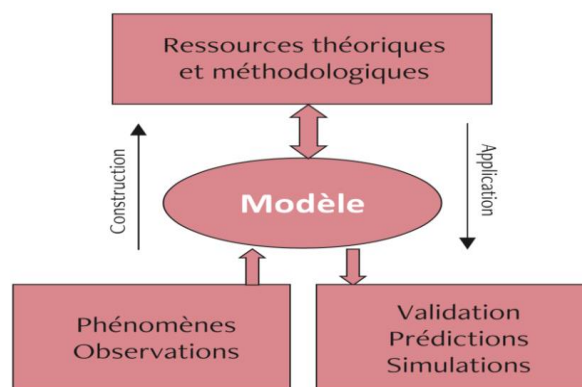 Ressources théoriques
et méthodologiques
Construction
Application
Modèle
Phénomènes
Observations
Validation
Prédictions
Simulations